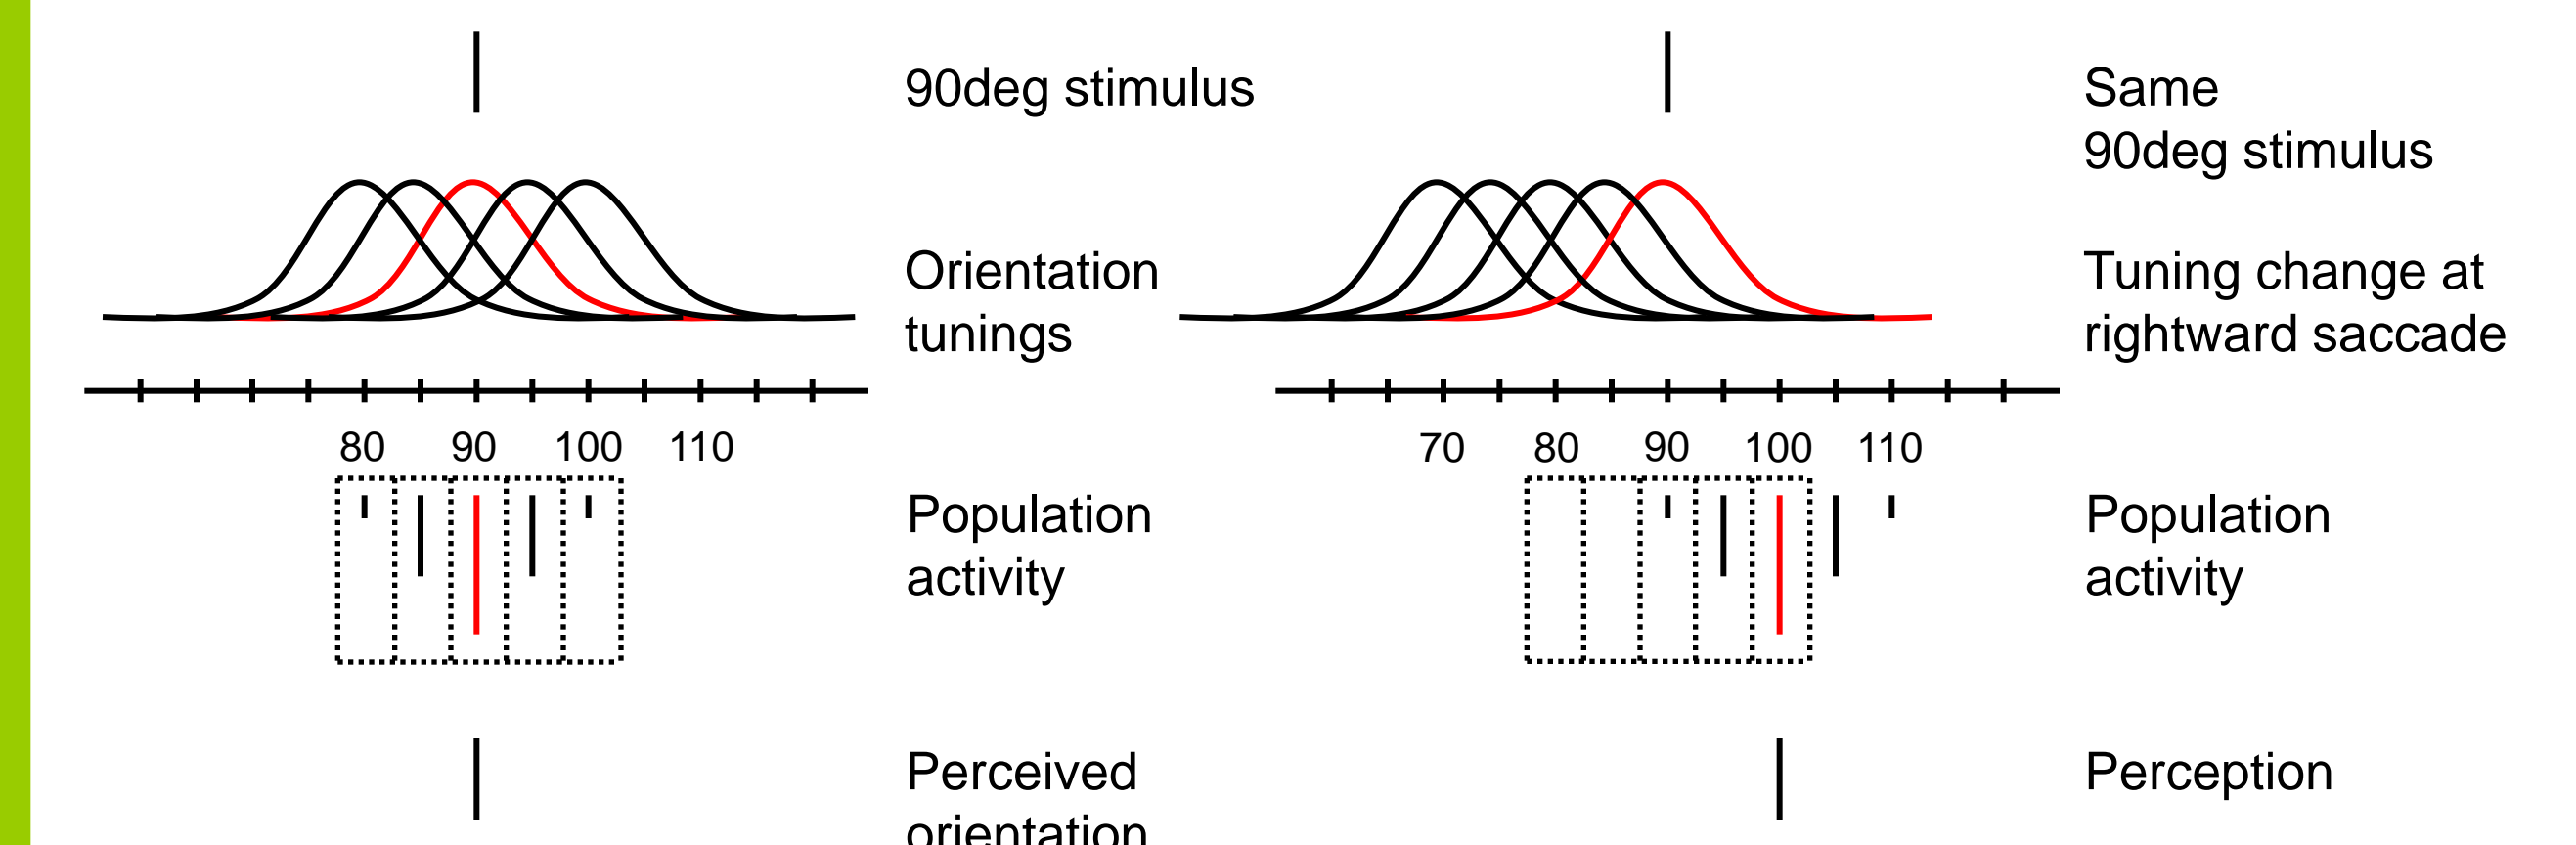 90deg stimulus
Orientation
tunings
80 90 100 110
Population
activity
Perceived
orientation
Same
90deg stimulus
Tuning change at
rightward saccade
70 80 90 100 110
Population
activity
Perception